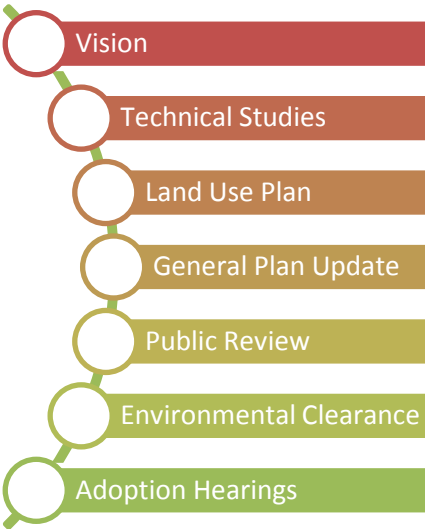 Vision
Technical Studies
Land Use Plan
General Plan Update
Public Review
Environmental Clearance
Adoption Hearings